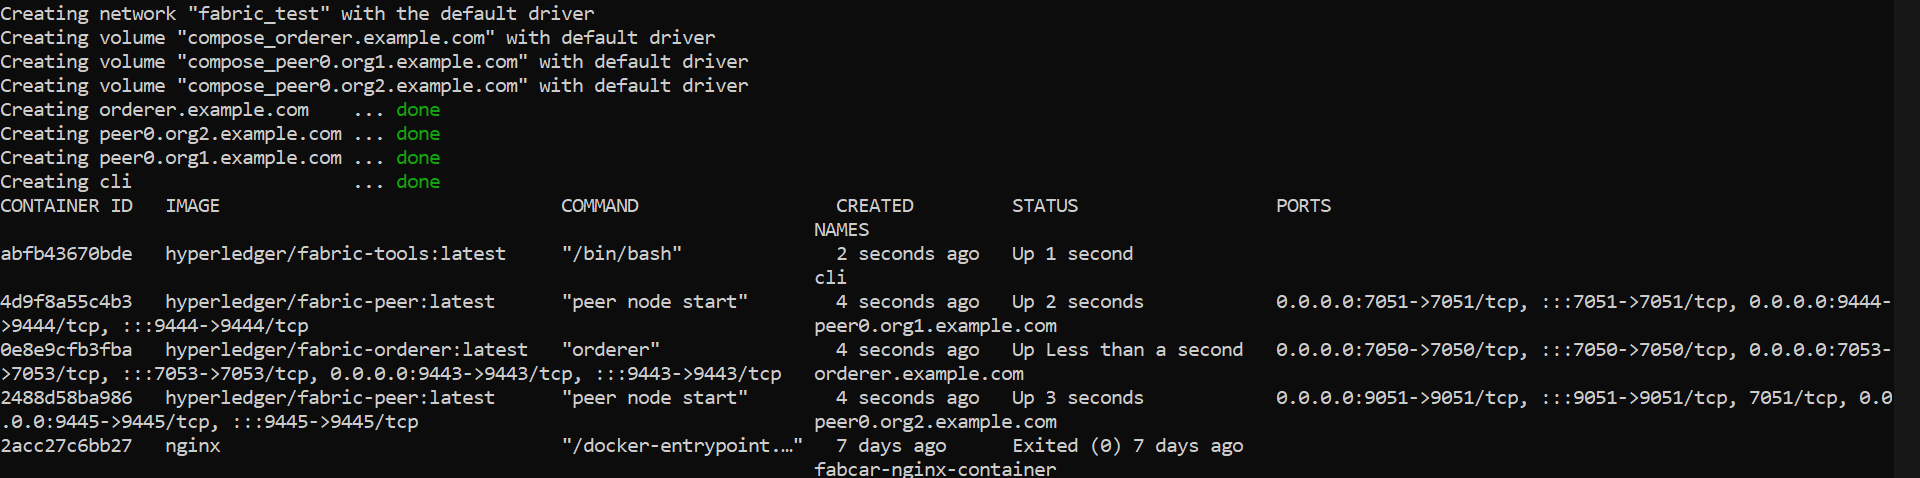 Creating network "fabric_test" with the default driver
Creating volume "compose_orderer.example.com" with default driver
Creating volume "compose_peer0.org1.example.com" with default driver
Creating volume "compose_peer0.org2.example.com" with default driver
Creating orderer.example.com    ... done
Creating peer0.org2.example.com ... done
Creating peer0.org1.example.com ... done
Creating cli                    ... done
CONTAINER ID   IMAGE                               COMMAND                  CREATED         STATUS                  PORTS
NAMES
abfb43670bde   hyperledger/fabric-tools:latest     "/bin/bash"              2 seconds ago   Up 1 second
cli
4d9f8a55c4b3   hyperledger/fabric-peer:latest      "peer node start"        4 seconds ago   Up 2 seconds            0.0.0.0:7051->7051/tcp, :::7051->7051/tcp, 0.0.0.0:9444-
>9444/tcp, :::9444->9444/tcp                                              peer0.org1.example.com
0e8e9cfb3fba   hyperledger/fabric-orderer:latest   "orderer"                4 seconds ago   Up Less than a second   0.0.0.0:7050->7050/tcp, :::7050->7050/tcp, 0.0.0.0:7053-
>7053/tcp, :::7053->7053/tcp, 0.0.0.0:9443->9443/tcp, :::9443->9443/tcp   orderer.example.com
2488d58ba986   hyperledger/fabric-peer:latest      "peer node start"        4 seconds ago   Up 3 seconds            0.0.0.0:9051->9051/tcp, :::9051->9051/tcp, 7051/tcp, 0.0
.0.0:9445->9445/tcp, :::9445->9445/tcp                                    peer0.org2.example.com
2acc27c6bb27   nginx                               "/docker-entrypoint.…"   7 days ago      Exited (0) 7 days ago
fabcar-nginx-container